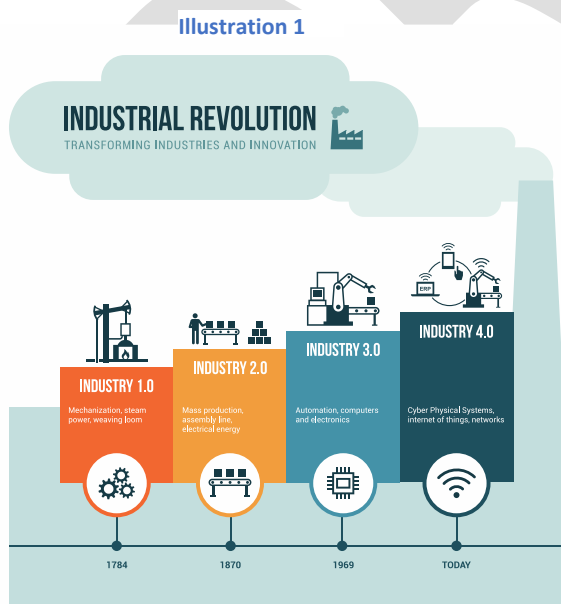 Illustration 1
INDUSTRIAL REVOLUTION
TRANSFORMING INDUSTRIES AND INNOVATION
ERP
INDUSTRY 1.0
Mechanization, steam
power, weaving loom
INDUSTRY 2.0
Mass production,
assembly line,
electrical energy
INDUSTRY 3.0
Automation, computers
and electronics
INDUSTRY 4.0
Cyber Physical Systems,
internet of things, networks
1784
1870
1969
TODAY